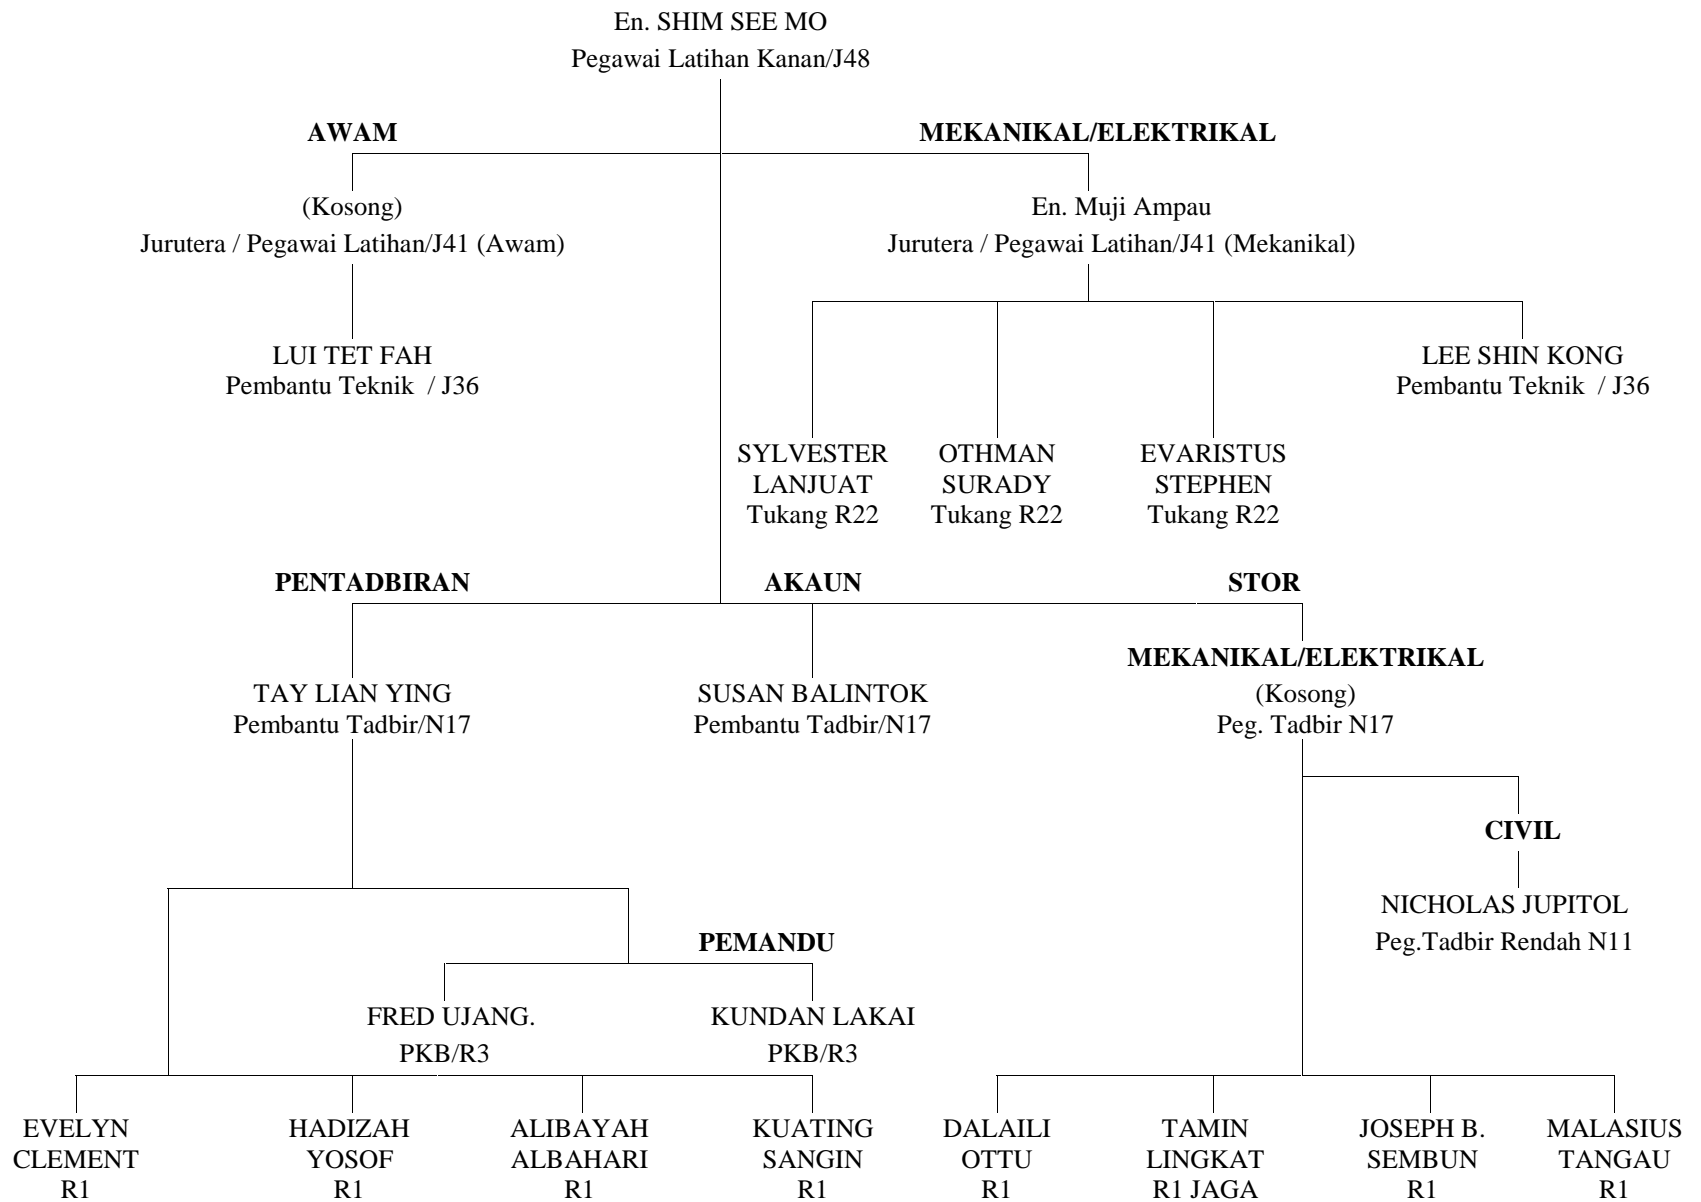 En. SHIM SEE MO
Pegawai Latihan Kanan/J48
AWAM
MEKANIKAL/ELEKTRIKAL
(Kosong)
Jurutera / Pegawai Latihan/J41 (Awam)
En. Muji Ampau
Jurutera / Pegawai Latihan/J41 (Mekanikal)
LUI TET FAH
Pembantu Teknik / J36
LEE SHIN KONG
Pembantu Teknik / J36
SYLVESTER
LANJUAT
Tukang R22
OTHMAN
SURADY
Tukang R22
EVARISTUS
STEPHEN
Tukang R22
PENTADBIRAN
AKAUN
STOR
MEKANIKAL/ELEKTRIKAL
TAY LIAN YING
Pembantu Tadbir/N17
SUSAN BALINTOK
Pembantu Tadbir/N17
(Kosong)
Peg. Tadbir N17
CIVIL
NICHOLAS JUPITOL
Peg.Tadbir Rendah N11
PEMANDU
FRED UJANG.
PKB/R3
KUNDAN LAKAI
PKB/R3
EVELYN
CLEMENT
R1
HADIZAH
YOSOF
R1
ALIBAYAH
ALBAHARI
R1
KUATING
SANGIN
R1
DALAILI
OTTU
R1
TAMIN
LINGKAT
R1 JAGA
JOSEPH B.
SEMBUN
R1
MALASIUS
TANGAU
R1